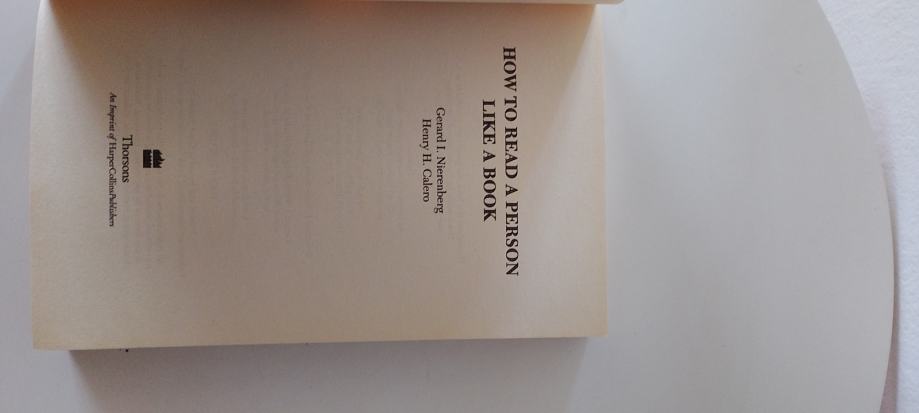 HOW TO READ A PERSON
LIKE A BOOK
Gerard I. Nierenberg
Henry H. Calero
Thorsons
An Imprint of HarperCollinsPublishers